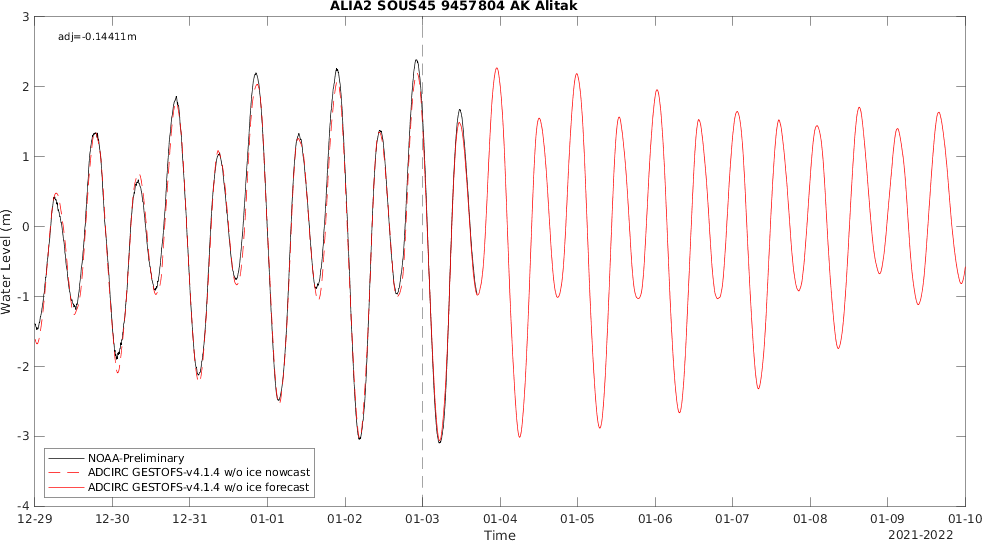 ALIA2 SOUS45 9457804 AK Alitak
adj=-0.14411m
3
2
1
0
-1
-2
-3
-4
Water Level (m)
NOAA-Preliminary
ADCIRC GESTOFS-v4.1.4 w/o ice nowcast
ADCIRC GESTOFS-v4.1.4 w/o ice forecast
12-29 12-30 12-31 01-01 01-02 01-03 01-04 01-05 01-06 01-07 01-08 01-09 01-10
Time
2021-2022